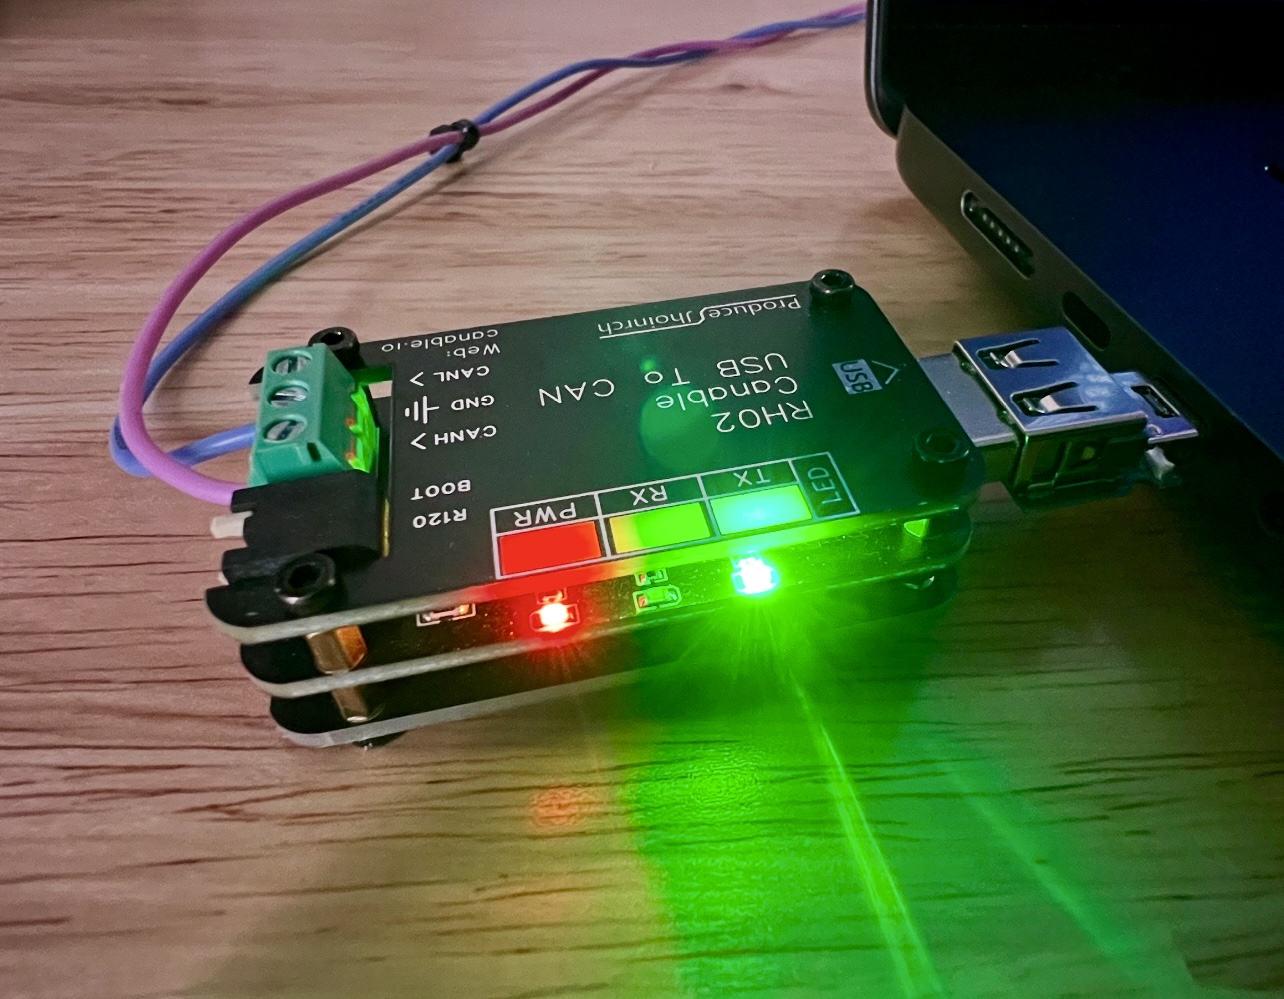 LED
TX
RX
PWR
R120
BOOT
USB
RH02
Canable
USB To CAN
CANH >
GND
CANL >
Web:
canable.io
Produce Jhoinrch